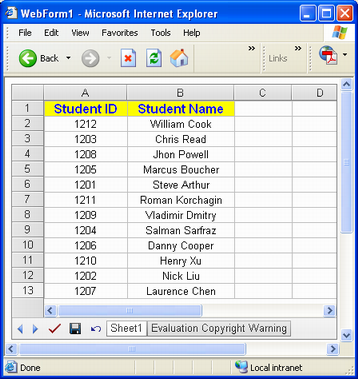 WebForm1 - Microsoft Internet Explorer
File Edit View Favorites Tools Help
Back Links
A B C D
1 Student ID Student Name
2 1212 William Cook
3 1203 Chris Read
4 1208 Jhon Powell
5 1205 Marcus Boucher
6 1201 Steve Arthur
7 1211 Roman Korchagin
8 1209 Vladimir Dmitry
9 1204 Salman Sarfraz
10 1206 Danny Cooper
11 1210 Henry Xu
12 1202 Nick Liu
13 1207 Laurence Chen
Sheet1 Evaluation Copyright Warning
Done Local intranet